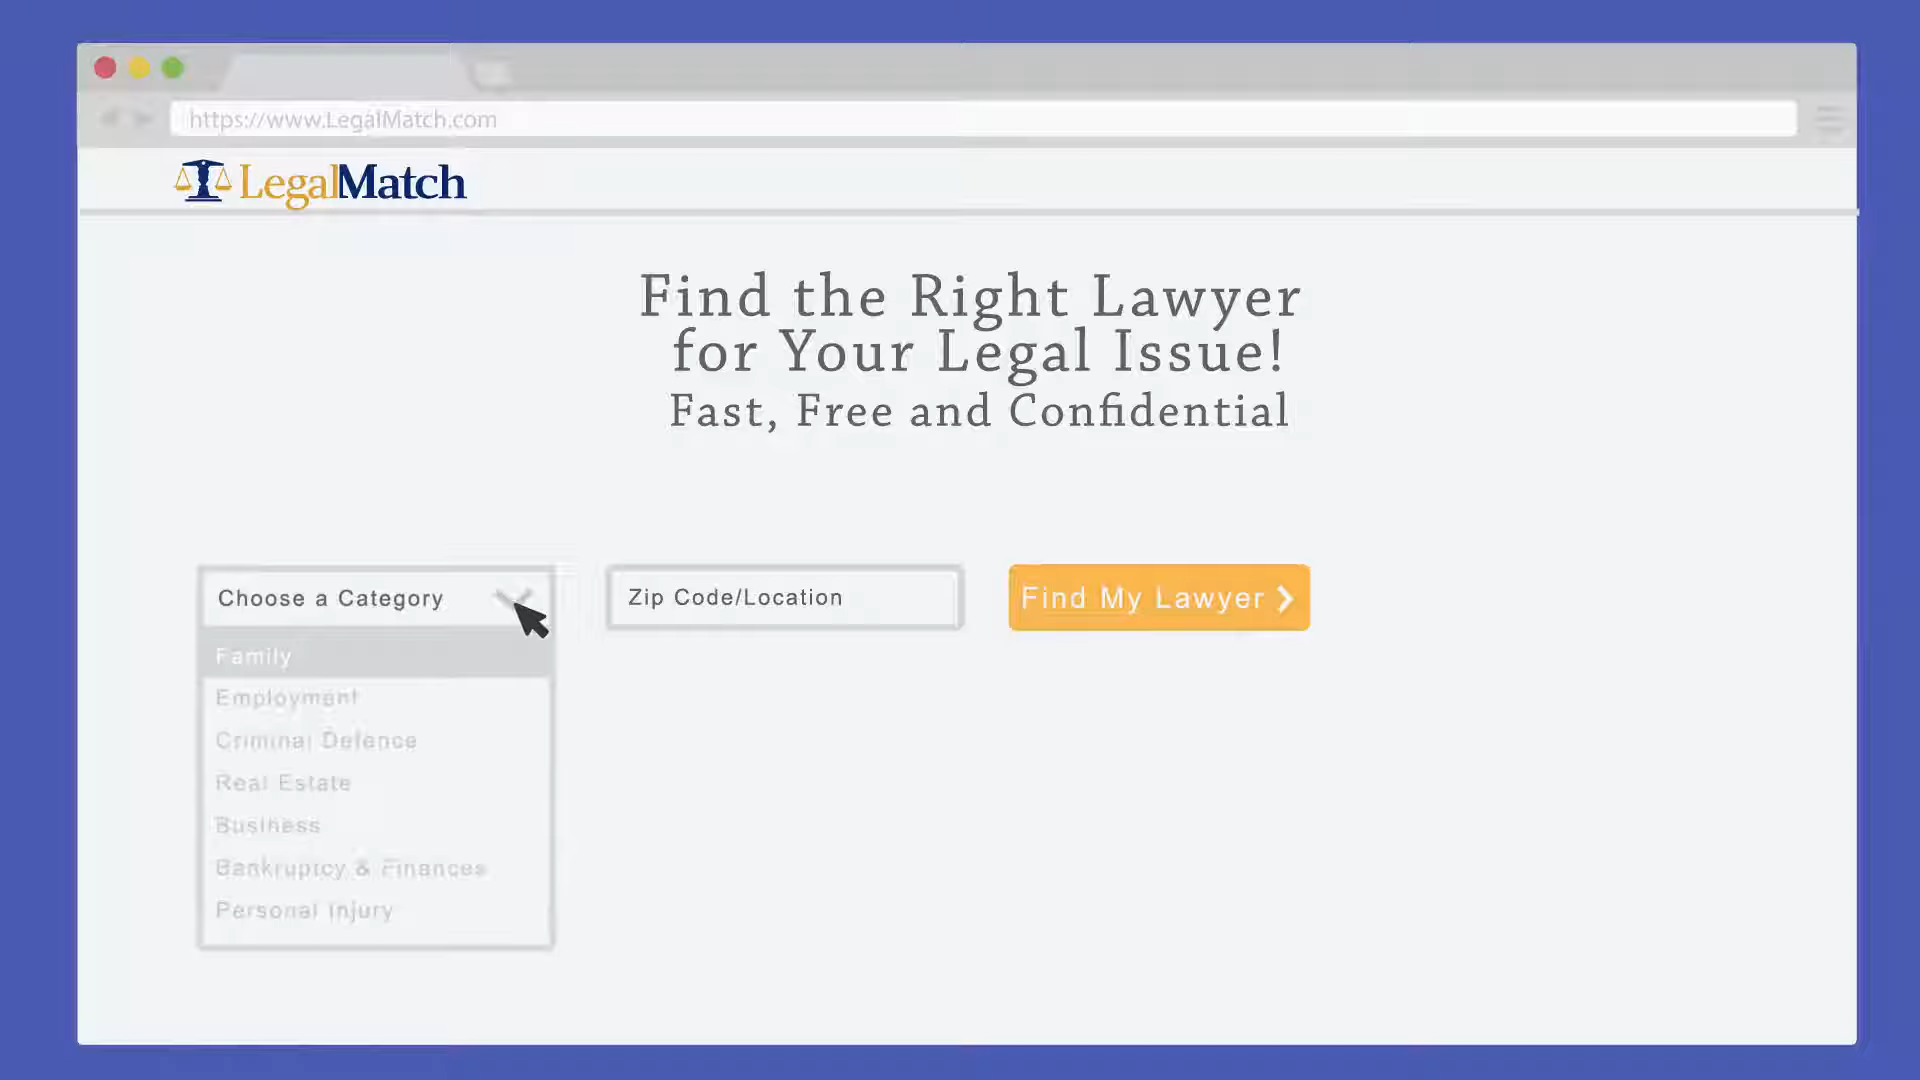 https://www.LegalMatch.com
LegalMatch
Find the Right Lawyer
for Your Legal Issue!
Fast, Free and Confidential
Choose a Category
Zip Code/Location
Find My Lawyer
Family
Employment
Criminal Defence
Real Estate
Business
Bankruptcy & Finances
Personal Injury